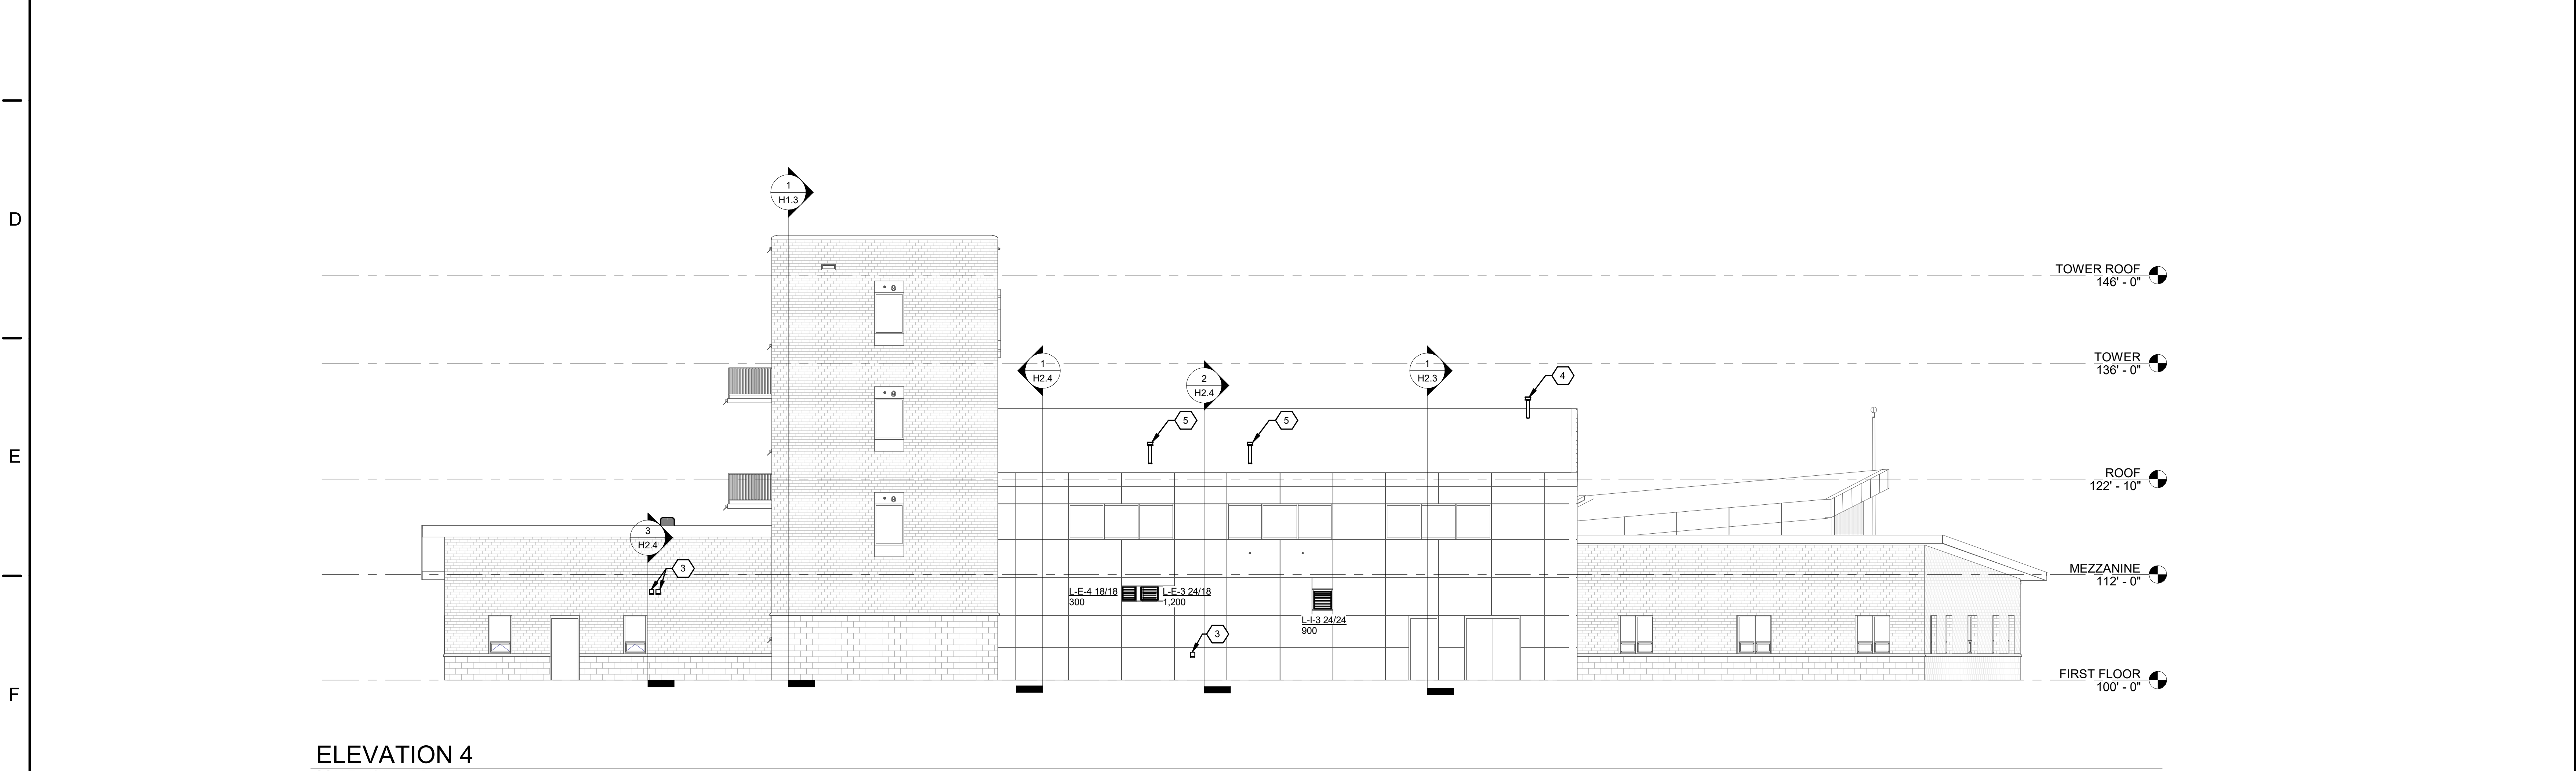 D
E
F
1
H1.3
TOWER ROOF
146' - 0"
TOWER
136' - 0"
1
H2.4
2
H2.4
1
H2.3
4
5
5
ROOF
122' - 10"
3
H2.4
3
MEZZANINE
112' - 0"
L-E-4 18/18
300
L-E-3 24/18
1,200
L-I-3 24/24
900
3
FIRST FLOOR
100' - 0"
ELEVATION 4